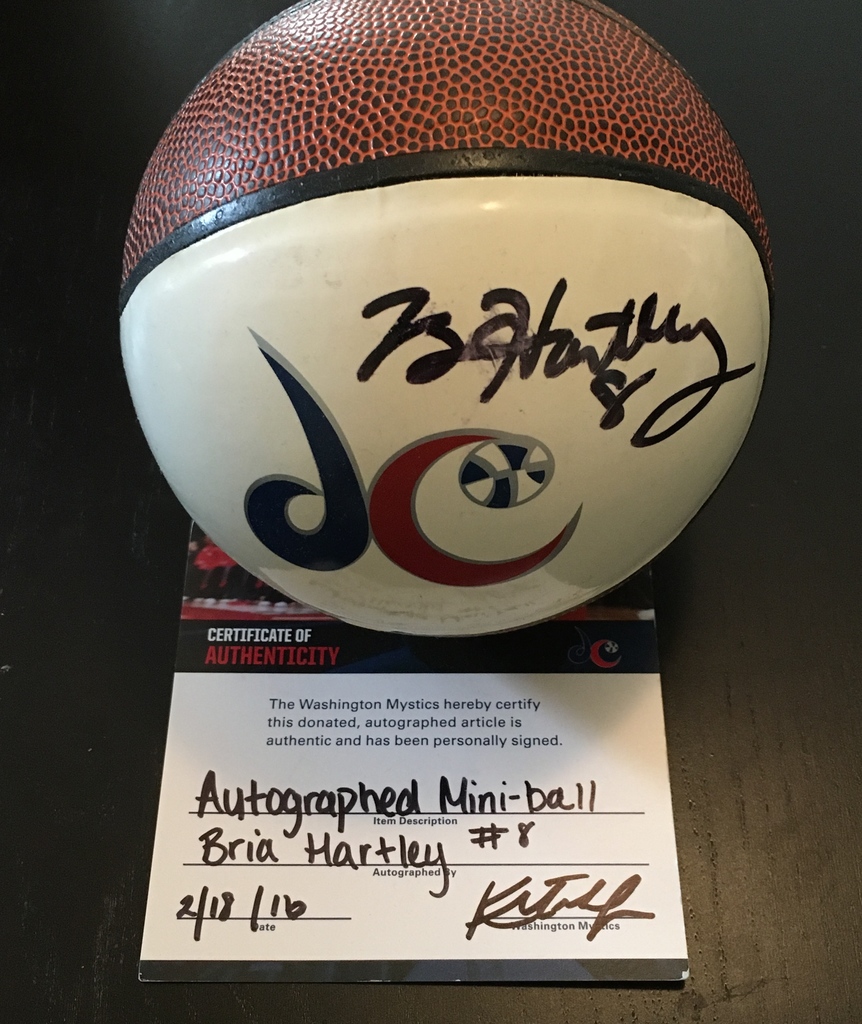 B Hartley
8
dc
CERTIFICATE OF
AUTHENTICITY
The Washington Mystics hereby certify
this donated, autographed article is
authentic and has been personally signed.
Autographed Mini-ball
Item Description
Bria Hartley #8
Autographed By
2/18/16
Date
Washington Mystics